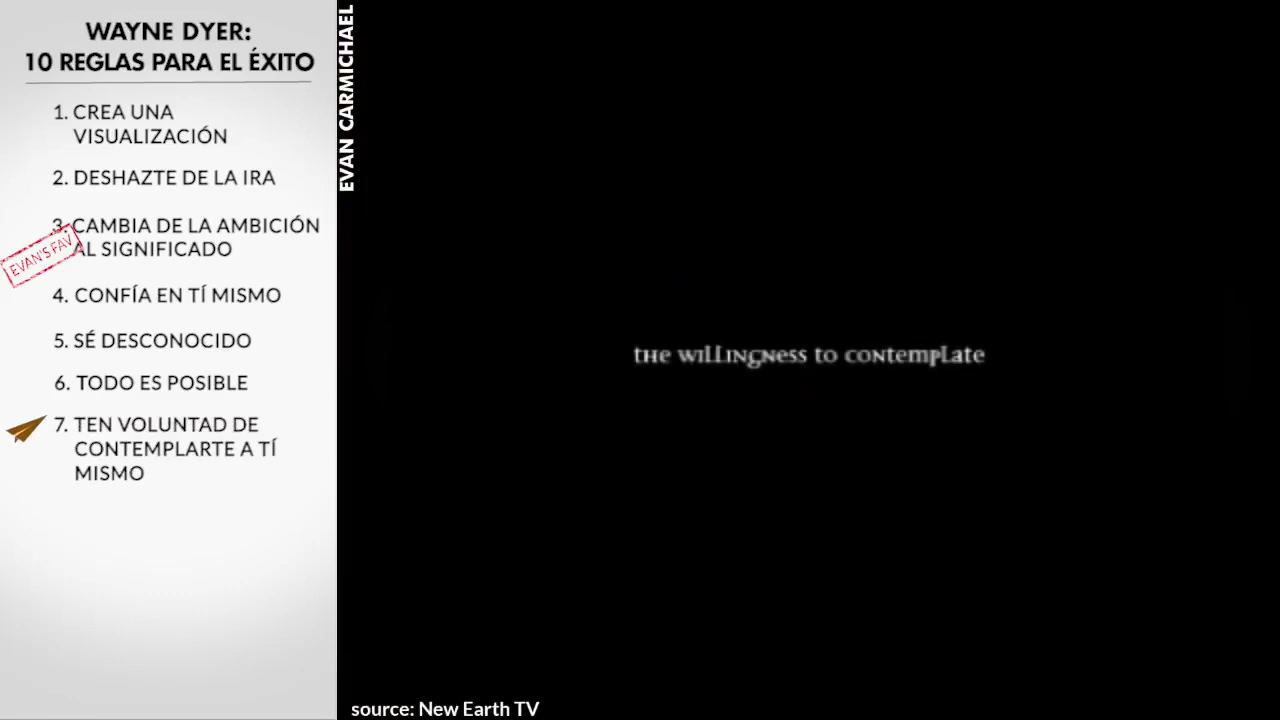 WAYNE DYER:
10 REGLAS PARA EL ÉXITO
1. CREA UNA
VISUALIZACIÓN
2. DESHAZTE DE LA IRA
3. CAMBIA DE LA AMBICIÓN
AL SIGNIFICADO
EVAN'S FAV
4. CONFÍA EN TÍ MISMO
5. SÉ DESCONOCIDO
6. TODO ES POSIBLE
7. TEN VOLUNTAD DE
CONTEMPLARTE A TÍ
MISMO
EVAN CARMICHAEL
the willingness to contemplate
source: New Earth TV